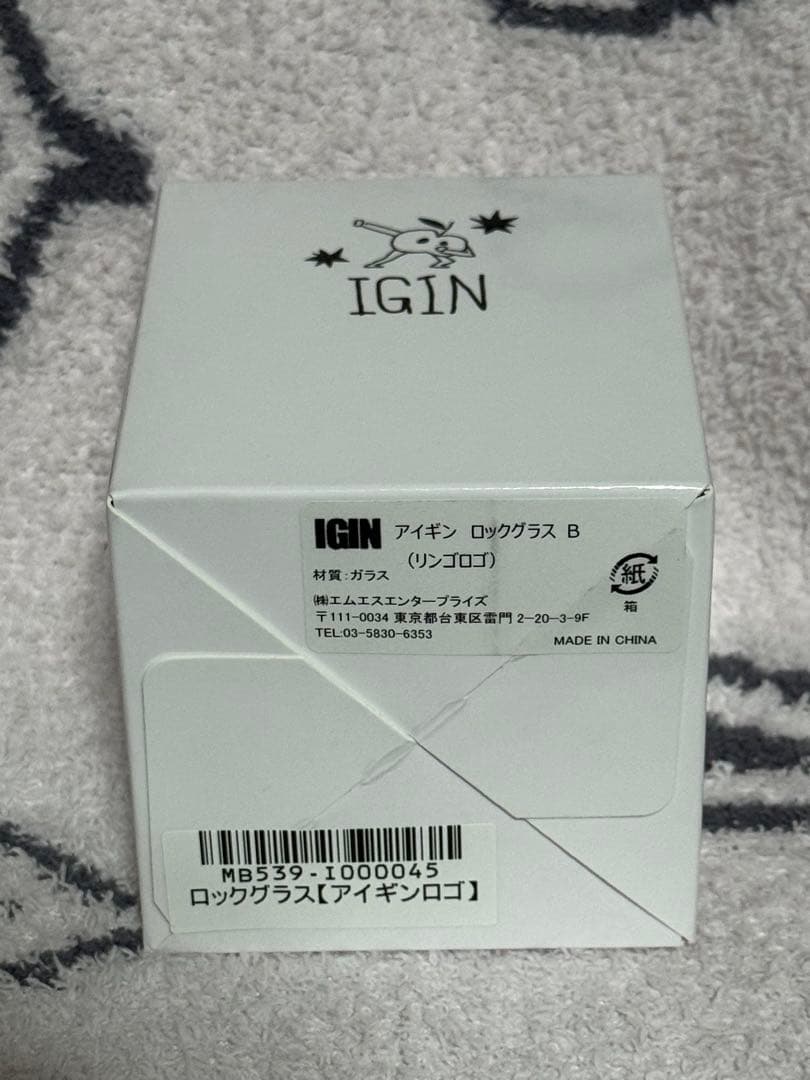 IGIN
IGIN アイギン ロックグラス B
(リンゴロゴ)
材質:ガラス
紙
箱
㈱エムエスエンタープライズ
〒111-0034 東京都台東区雷門 2-20-3-9F
TEL:03-5830-6353
MADE IN CHINA
MB539-I000045
ロックグラス【アイギンロゴ】